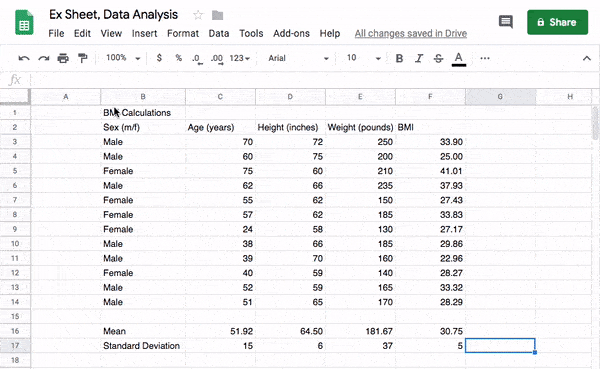 Ex Sheet, Data Analysis
Share
File Edit View Insert Format Data Tools Add-ons Help All changes saved in Drive
100% $ % .0 .00 123 Arial 10 B I S A
fx
A B C D E F G H
1 Calculations
2 Sex (m/f) Age (years) Height (inches) Weight (pounds) BMI
3 Male 70 72 250 33.90
4 Male 60 75 200 25.00
5 Female 75 60 210 41.01
6 Male 62 66 235 37.93
7 Female 55 62 150 27.43
8 Female 57 62 185 33.83
9 Female 24 58 130 27.17
10 Male 38 66 185 29.86
11 Male 39 70 160 22.96
12 Female 40 59 140 28.27
13 Male 52 59 165 33.32
14 Male 51 65 170 28.29
15
16 Mean 51.92 64.50 181.67 30.75
17 Standard Deviation 15 6 37 5
18